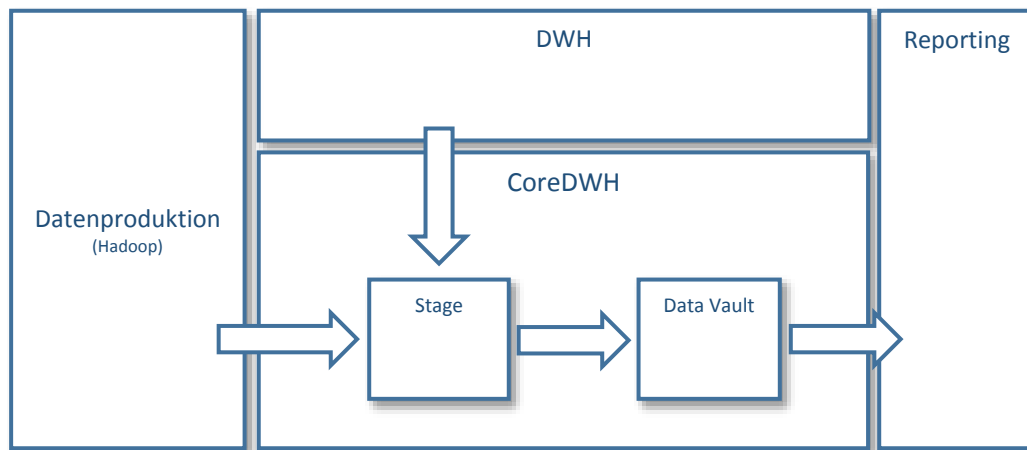 DWH
Reporting
CoreDWH
Datenproduktion
(Hadoop)
Stage
Data Vault